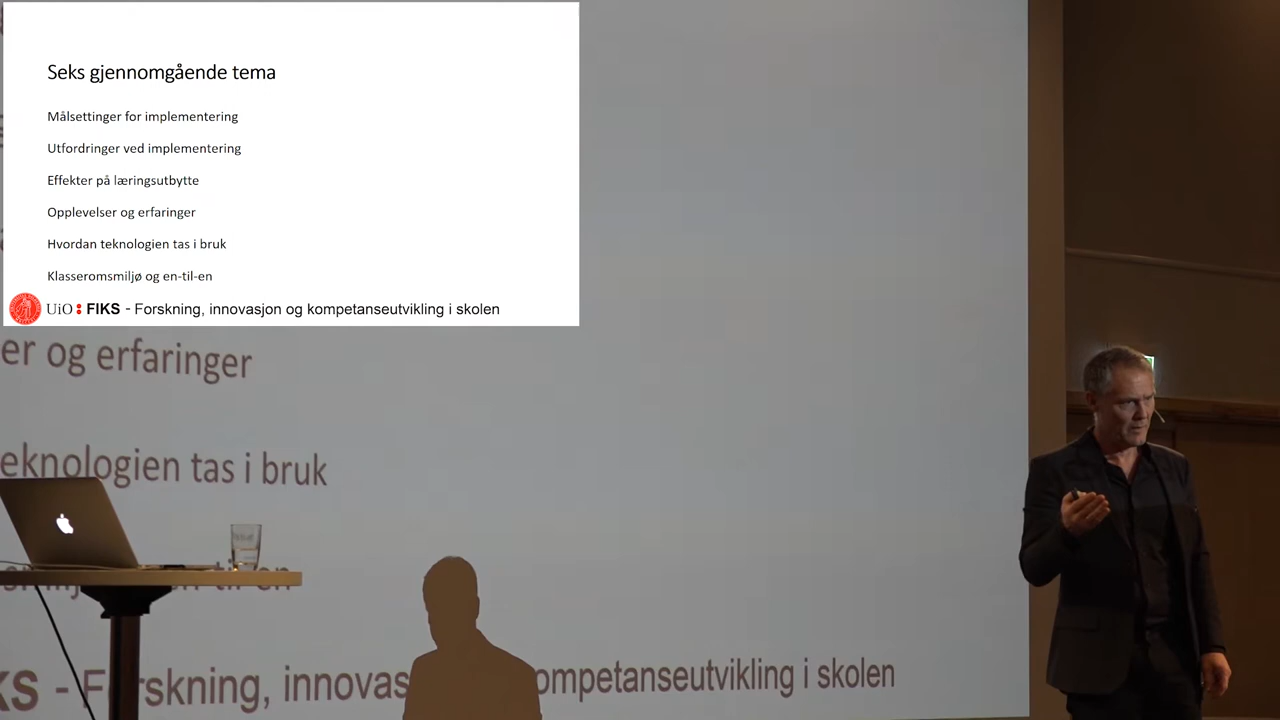 Seks gjennomgående tema
Målsettinger for implementering
Utfordringer ved implementering
Effekter på læringsutbytte
Opplevelser og erfaringer
Hvordan teknologien tas i bruk
Klasseromsmiljø og en-til-en
UiO : FIKS - Forskning, innovasjon og kompetanseutvikling i skolen
er og erfaringer
eknologien tas i bruk
til-en
KS - Forskning, innovas ompetanseutvikling i skolen